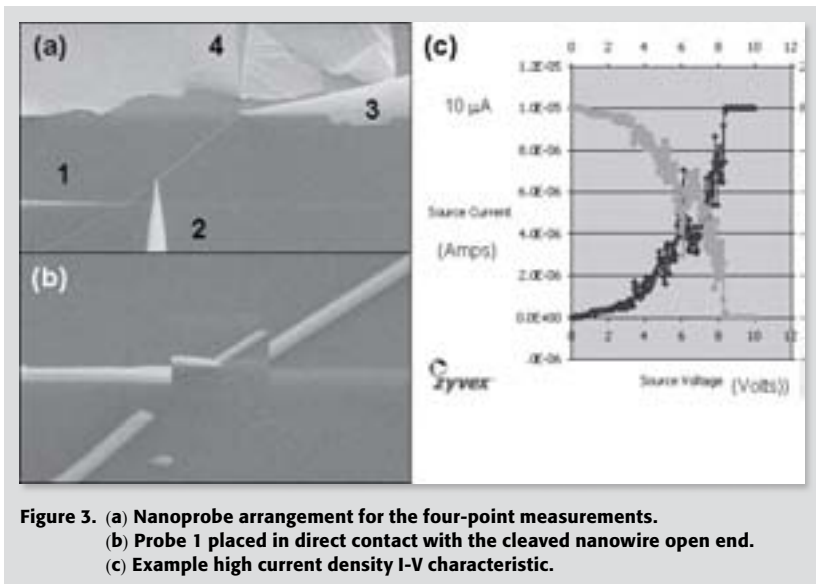 (a)
4
3
1
2
(b)
(c)
0 2 4 6 8 10 12
1.2E-05
10 μA
1.0E-05
8.0E-06
6.0E-06
Source Current
4.0E-06
(Amps)
2.0E-06
0.0E+00
0 2 4 6 8 10 12
.0E-06
Zyvex
Source Voltage (Volts))
Figure 3. (a) Nanoprobe arrangement for the four-point measurements.
(b) Probe 1 placed in direct contact with the cleaved nanowire open end.
(c) Example high current density I-V characteristic.